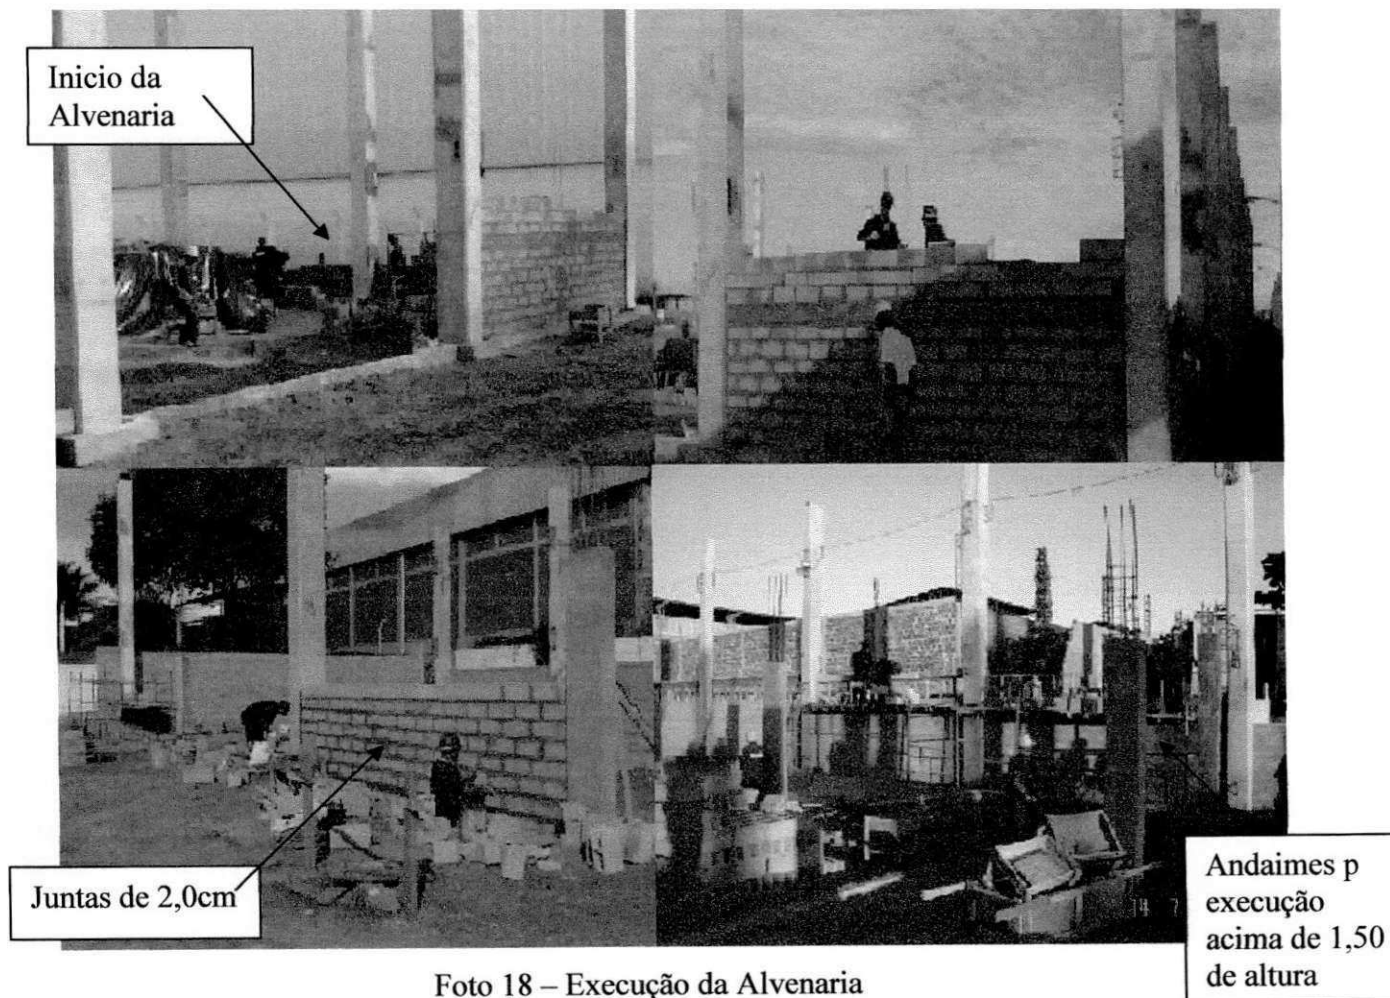 Inicio da
Alvenaria
Juntas de 2,0cm
Andaimes p
execução
acima de 1,50
de altura
Foto 18 – Execução da Alvenaria